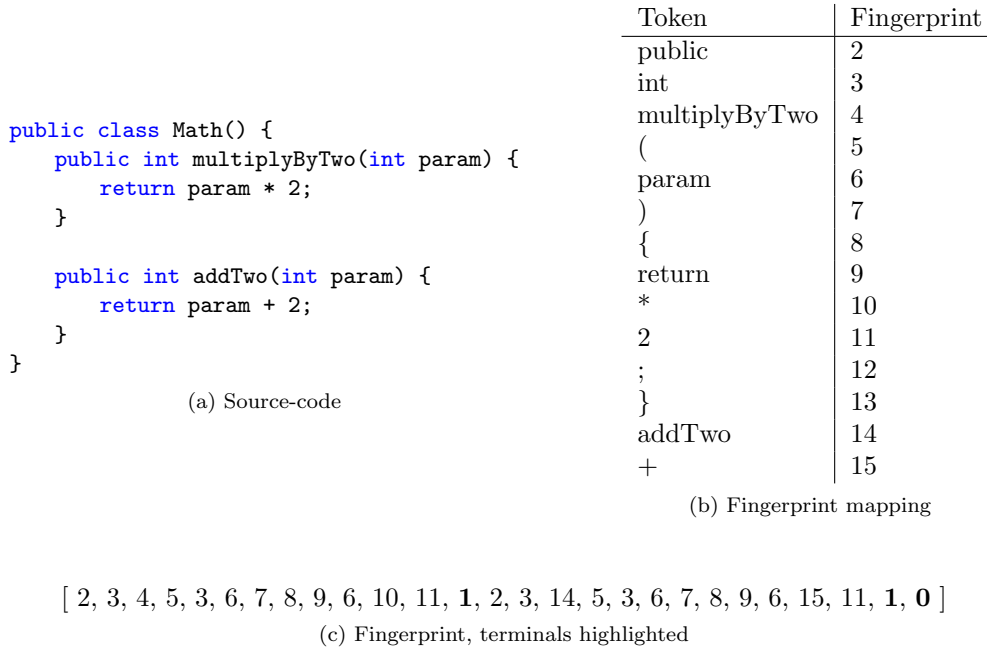 public class Math() {
public int multiplyByTwo(int param) {
return param * 2;
}
public int addTwo(int param) {
return param + 2;
}
}
(a) Source-code
Token Fingerprint
public 2
int 3
multiplyByTwo 4
( 5
param 6
) 7
{ 8
return 9
* 10
2 11
; 12
} 13
addTwo 14
+ 15
(b) Fingerprint mapping
[ 2, 3, 4, 5, 3, 6, 7, 8, 9, 6, 10, 11, 1, 2, 3, 14, 5, 3, 6, 7, 8, 9, 6, 15, 11, 1, 0 ]
(c) Fingerprint, terminals highlighted